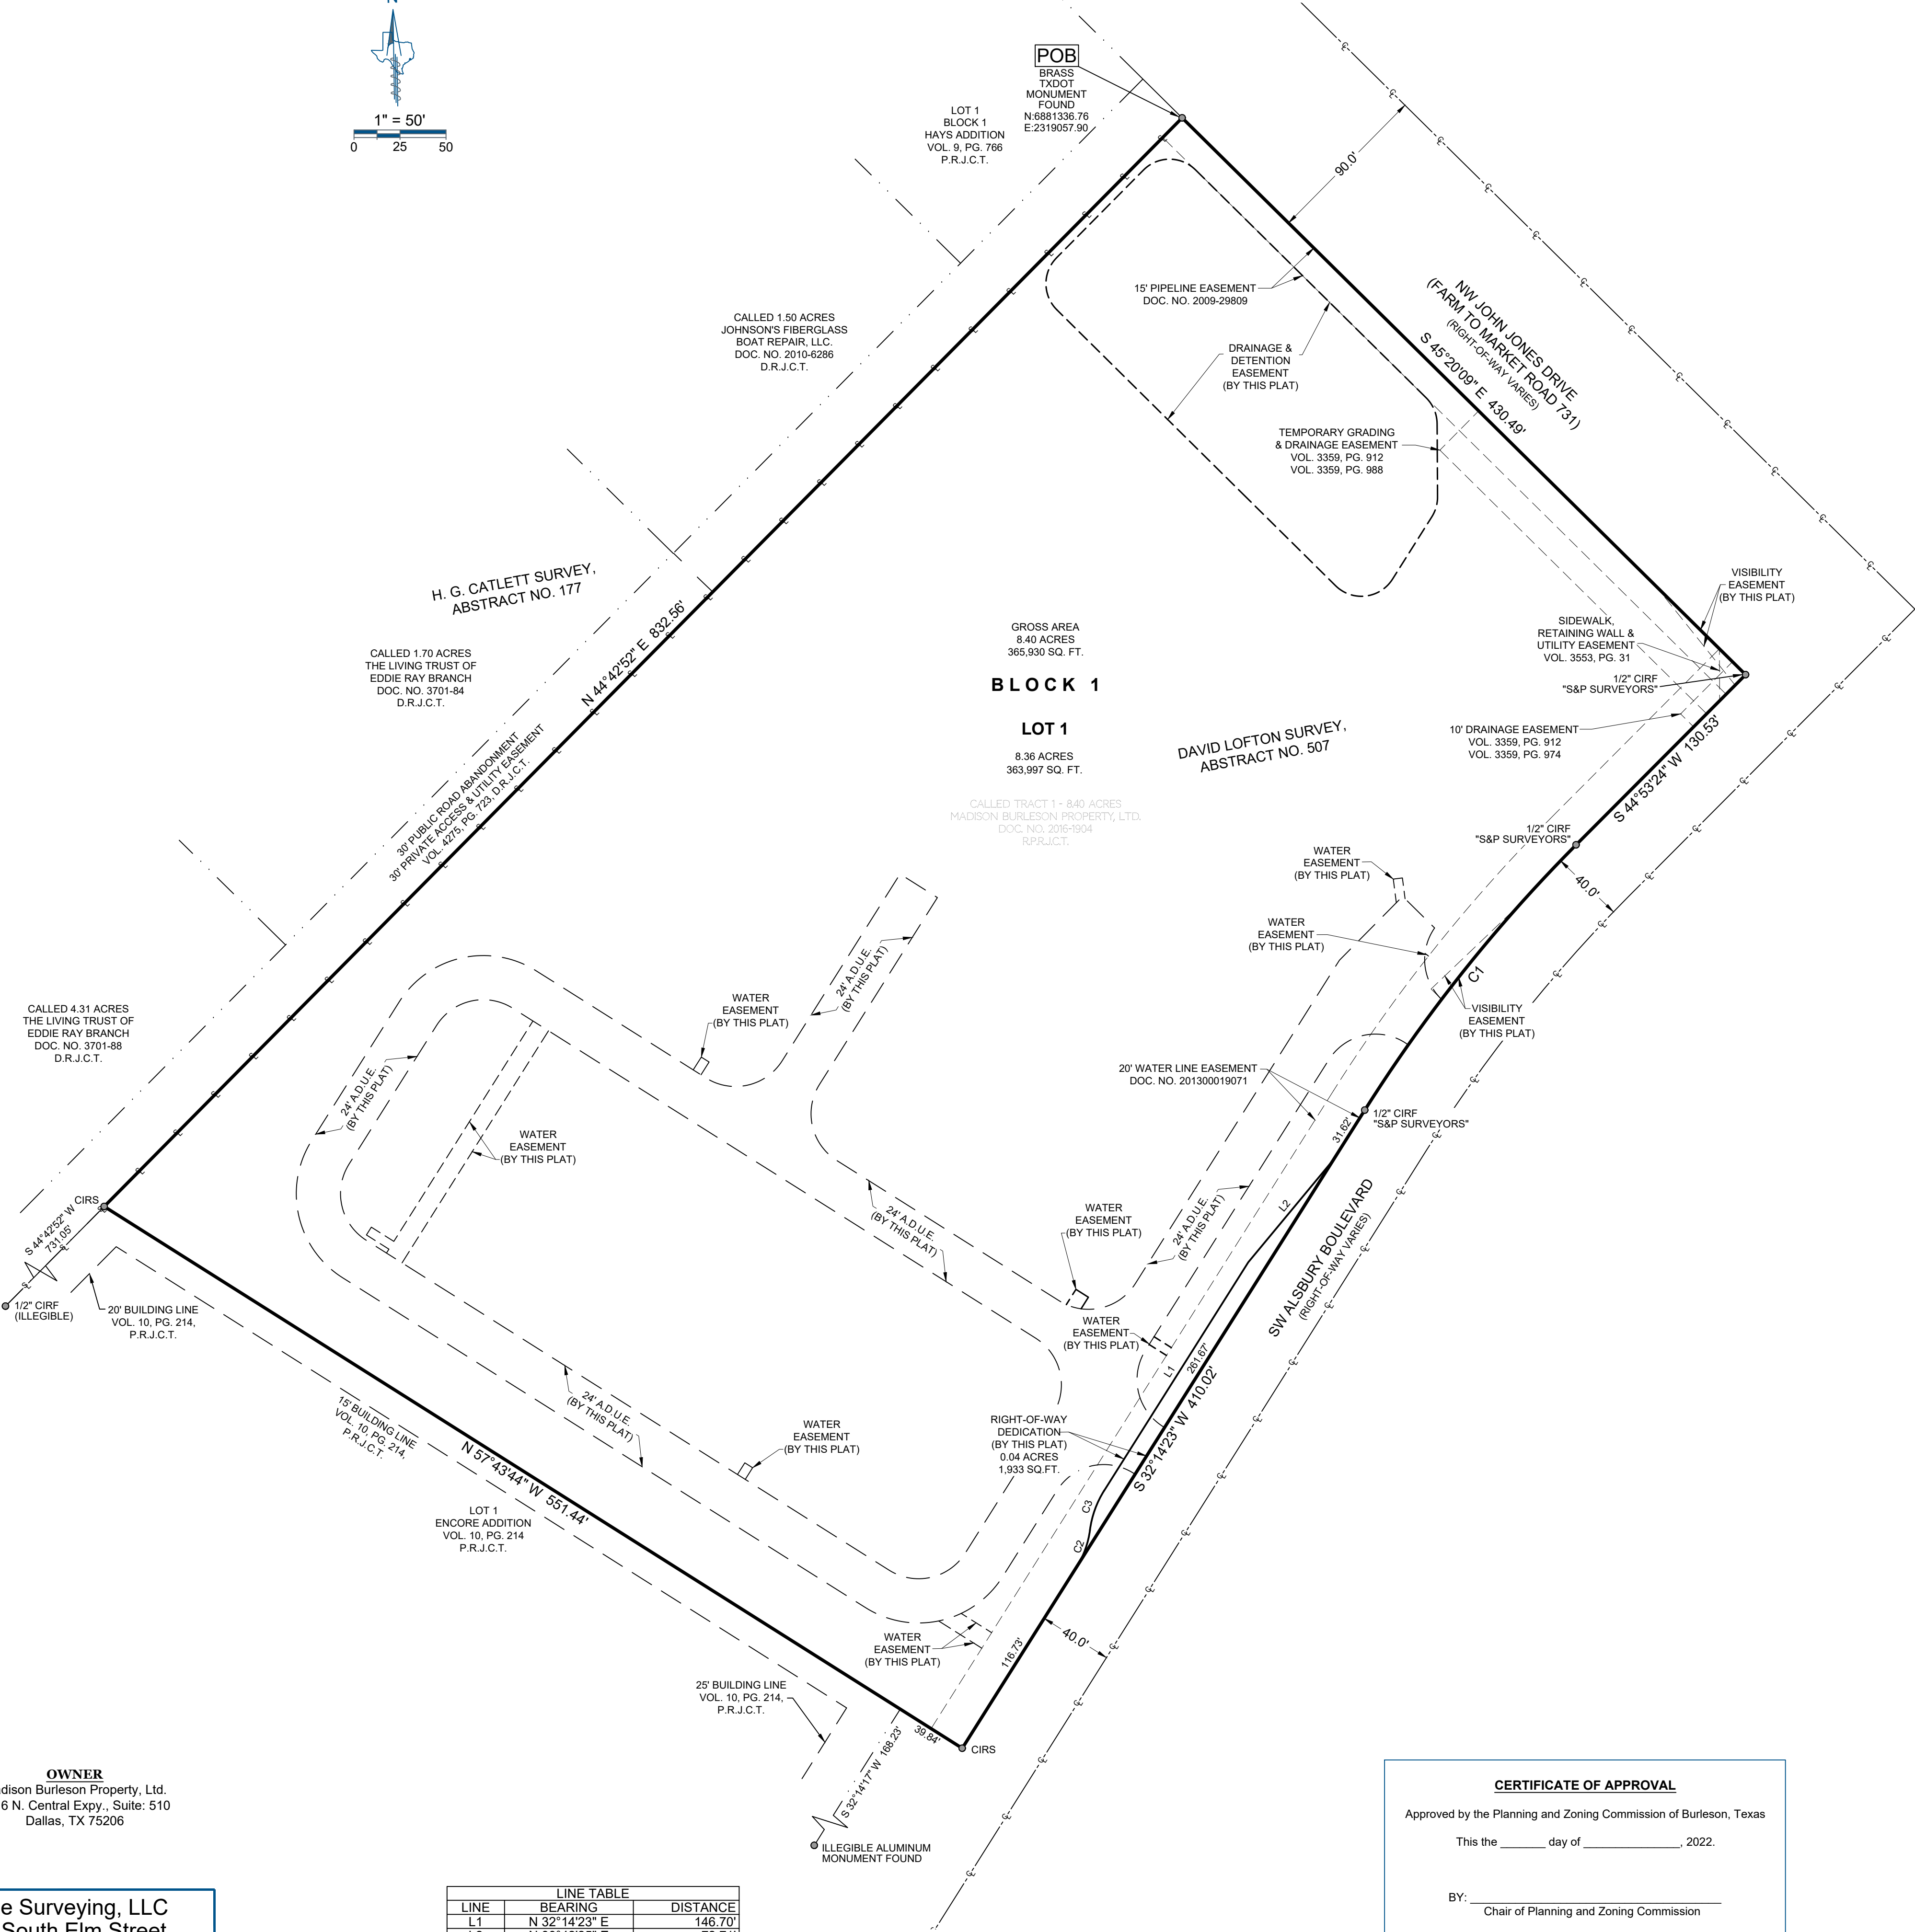 N
1" = 50'
0 25 50
POB
BRASS
TXDOT
MONUMENT
FOUND
N:6881336.76
E:2319057.90
LOT 1
BLOCK 1
HAYS ADDITION
VOL. 9, PG. 766
P.R.J.C.T.
90.0'
15' PIPELINE EASEMENT
DOC. NO. 2009-29809
NW JOHN JONES DRIVE
(FARM TO MARKET ROAD 731)
(RIGHT-OF-WAY VARIES)
S 45°20'09" E 430.49'
CALLED 1.50 ACRES
JOHNSON'S FIBERGLASS
BOAT REPAIR, LLC.
DOC. NO. 2010-6286
D.R.J.C.T.
DRAINAGE &
DETENTION
EASEMENT
(BY THIS PLAT)
TEMPORARY GRADING
& DRAINAGE EASEMENT
VOL. 3359, PG. 912
VOL. 3359, PG. 988
H. G. CATLETT SURVEY,
ABSTRACT NO. 177
N 44°42'52" E 832.56'
VISIBILITY
EASEMENT
(BY THIS PLAT)
SIDEWALK,
RETAINING WALL &
UTILITY EASEMENT
VOL. 3553, PG. 31
1/2" CIRF
"S&P SURVEYORS"
GROSS AREA
8.40 ACRES
365,930 SQ. FT.
BLOCK 1
LOT 1
8.36 ACRES
363,997 SQ. FT.
CALLED TRACT 1 - 8.40 ACRES
MADISON BURLESON PROPERTY, LTD.
DOC. NO. 2016-1904
R.P.R.J.C.T.
CALLED 1.70 ACRES
THE LIVING TRUST OF
EDDIE RAY BRANCH
DOC. NO. 3701-84
D.R.J.C.T.
DAVID LOFTON SURVEY,
ABSTRACT NO. 507
10' DRAINAGE EASEMENT
VOL. 3359, PG. 912
VOL. 3359, PG. 974
S 44°53'24" W 130.53'
30' PUBLIC ROAD ABANDONMENT
30' PRIVATE ACCESS & UTILITY EASEMENT
VOL. 4275, PG. 723, D.R.J.C.T.
1/2" CIRF
"S&P SURVEYORS"
40.0'
WATER
EASEMENT
(BY THIS PLAT)
WATER
EASEMENT
(BY THIS PLAT)
C1
VISIBILITY
EASEMENT
(BY THIS PLAT)
24' A.D.U.E.
(BY THIS PLAT)
WATER
EASEMENT
(BY THIS PLAT)
CALLED 4.31 ACRES
THE LIVING TRUST OF
EDDIE RAY BRANCH
DOC. NO. 3701-88
D.R.J.C.T.
24' A.D.U.E.
(BY THIS PLAT)
20' WATER LINE EASEMENT
DOC. NO. 201300019071
1/2" CIRF
"S&P SURVEYORS"
31.62'
WATER
EASEMENT
(BY THIS PLAT)
CIRS
S 44°42'52" W
731.05'
1/2" CIRF
(ILLEGIBLE)
20' BUILDING LINE
VOL. 10, PG. 214,
P.R.J.C.T.
24' A.D.U.E.
(BY THIS PLAT)
WATER
EASEMENT
(BY THIS PLAT)
24' A.D.U.E.
(BY THIS PLAT)
L2
SW ALSBURY BOULEVARD
(RIGHT-OF-WAY VARIES)
WATER
EASEMENT
(BY THIS PLAT)
L1
261.67'
S 32°14'23" W 410.02'
15' BUILDING LINE
VOL. 10, PG. 214,
P.R.J.C.T.
24' A.D.U.E.
(BY THIS PLAT)
WATER
EASEMENT
(BY THIS PLAT)
RIGHT-OF-WAY
DEDICATION
(BY THIS PLAT)
0.04 ACRES
1,933 SQ.FT.
N 57°43'44" W 551.44'
C3
C2
LOT 1
ENCORE ADDITION
VOL. 10, PG. 214
P.R.J.C.T.
WATER
EASEMENT
(BY THIS PLAT)
116.73'
40.0'
25' BUILDING LINE
VOL. 10, PG. 214,
P.R.J.C.T.
39.84'
CIRS
S 32°14'17" W 168.23'
ILLEGIBLE ALUMINUM
MONUMENT FOUND
OWNER
dison Burleson Property, Ltd.
6 N. Central Expy., Suite: 510
Dallas, TX 75206
e Surveying, LLC
South Elm Street
LINE TABLE
LINE BEARING DISTANCE
L1 N 32°14'23" E 146.70'
CERTIFICATE OF APPROVAL
Approved by the Planning and Zoning Commission of Burleson, Texas
This the _______ day of _______________, 2022.
BY: ________________________________________
Chair of Planning and Zoning Commission